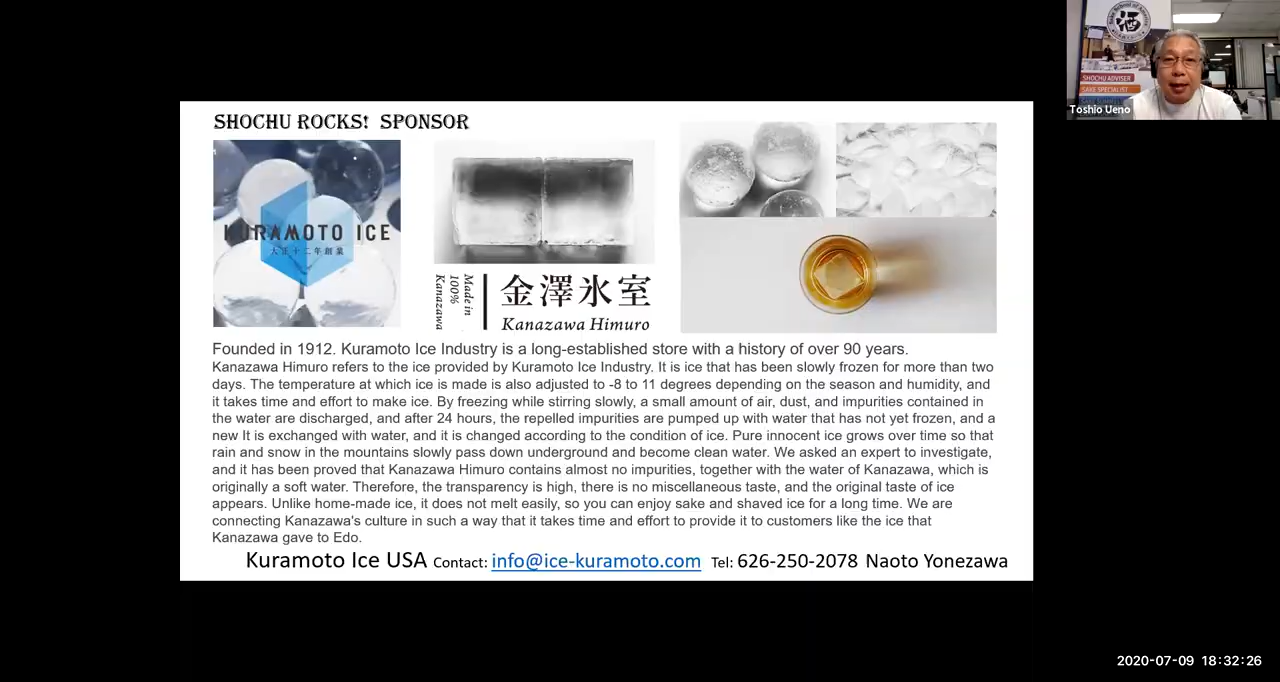 SHOCHU ROCKS! SPONSOR
KURAMOTO ICE
大正十二年創業
Made in
100%
Kanazawa
金澤氷室
Kanazawa Himuro
Founded in 1912. Kuramoto Ice Industry is a long-established store with a history of over 90 years.
Kanazawa Himuro refers to the ice provided by Kuramoto Ice Industry. It is ice that has been slowly frozen for more than two
days. The temperature at which ice is made is also adjusted to -8 to 11 degrees depending on the season and humidity, and
it takes time and effort to make ice. By freezing while stirring slowly, a small amount of air, dust, and impurities contained in
the water are discharged, and after 24 hours, the repelled impurities are pumped up with water that has not yet frozen, and a
new It is exchanged with water, and it is changed according to the condition of ice. Pure innocent ice grows over time so that
rain and snow in the mountains slowly pass down underground and become clean water. We asked an expert to investigate,
and it has been proved that Kanazawa Himuro contains almost no impurities, together with the water of Kanazawa, which is
originally a soft water. Therefore, the transparency is high, there is no miscellaneous taste, and the original taste of ice
appears. Unlike home-made ice, it does not melt easily, so you can enjoy sake and shaved ice for a long time. We are
connecting Kanazawa's culture in such a way that it takes time and effort to provide it to customers like the ice that
Kanazawa gave to Edo.
Kuramoto Ice USA Contact: info@ice-kuramoto.com Tel: 626-250-2078 Naoto Yonezawa
酒
SHOCHU ADVISER
SAKE SPECIALIST
Toshio Ueno
2020-07-09 18:32:26